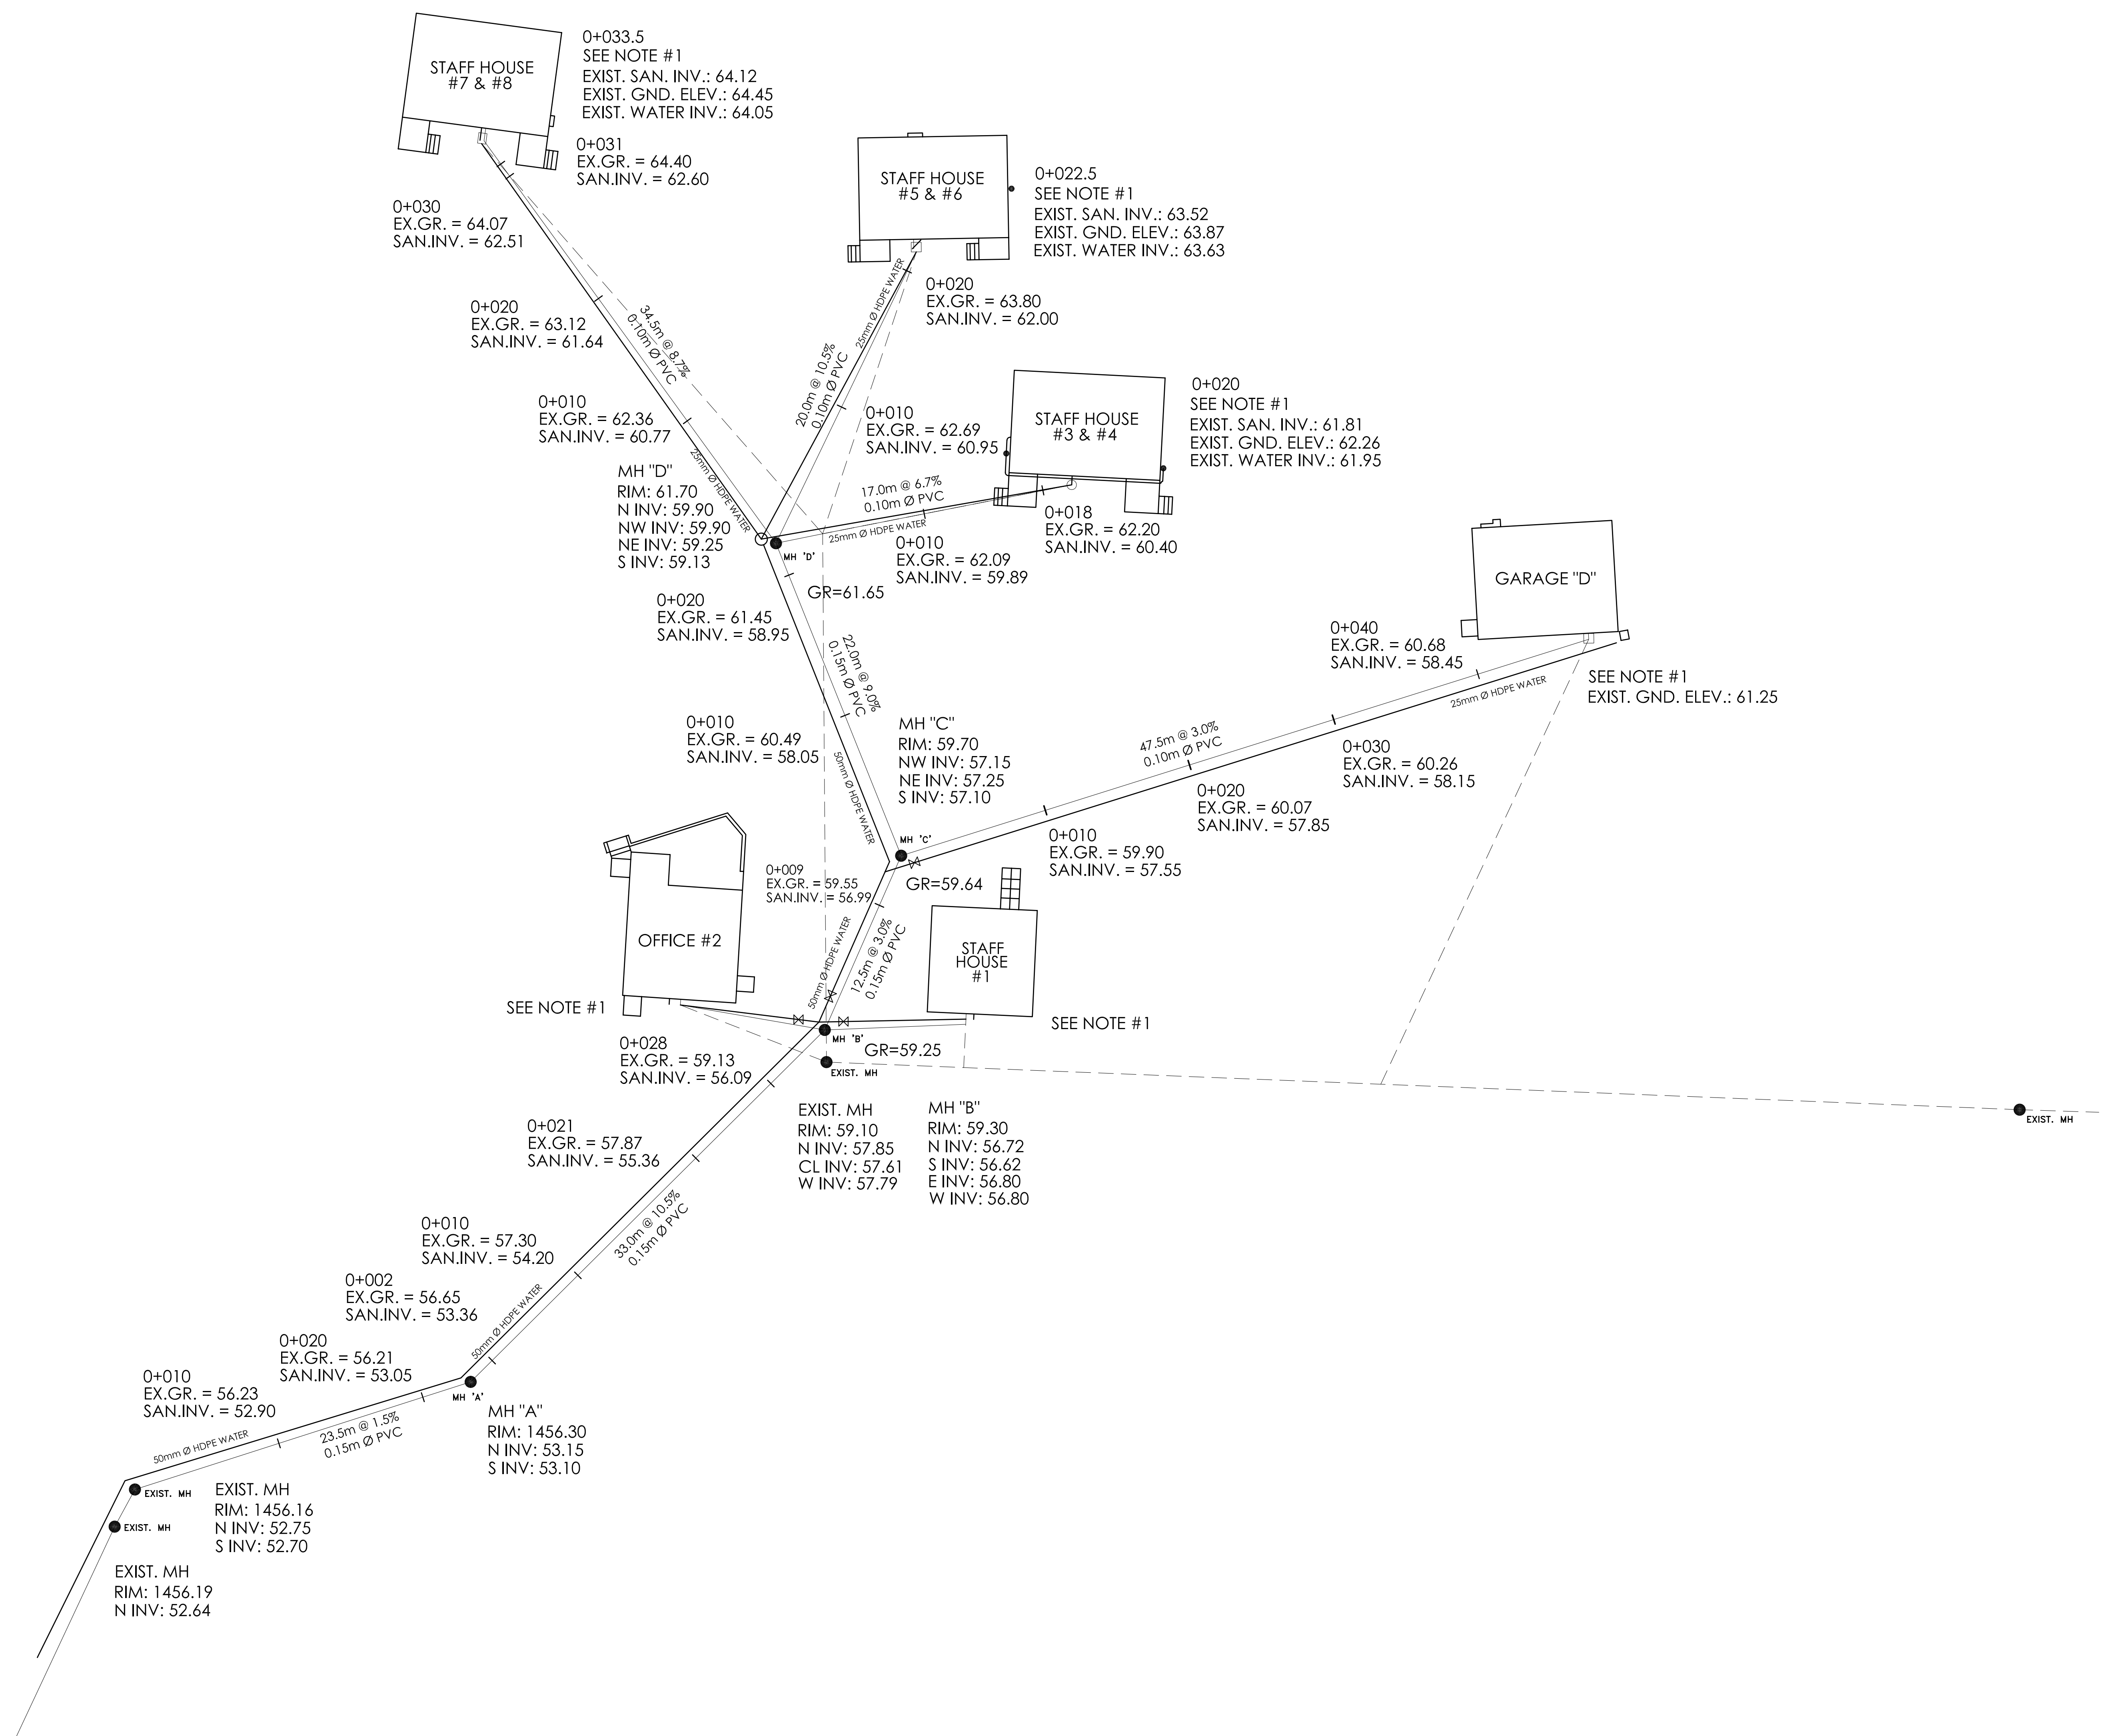 STAFF HOUSE
#7 & #8
0+033.5
SEE NOTE #1
EXIST. SAN. INV.: 64.12
EXIST. GND. ELEV.: 64.45
EXIST. WATER INV.: 64.05
0+031
EX.GR. = 64.40
SAN.INV. = 62.60
STAFF HOUSE
#5 & #6
0+022.5
SEE NOTE #1
EXIST. SAN. INV.: 63.52
EXIST. GND. ELEV.: 63.87
EXIST. WATER INV.: 63.63
0+030
EX.GR. = 64.07
SAN.INV. = 62.51
0+020
EX.GR. = 63.80
SAN.INV. = 62.00
25mm Ø HDPE WATER
0+020
EX.GR. = 63.12
SAN.INV. = 61.64
34.5m @ 8.7%
0.10m Ø PVC
20.0m @ 10.5%
0.10m Ø PVC
STAFF HOUSE
#3 & #4
0+020
SEE NOTE #1
EXIST. SAN. INV.: 61.81
EXIST. GND. ELEV.: 62.26
EXIST. WATER INV.: 61.95
0+010
EX.GR. = 62.36
SAN.INV. = 60.77
0+010
EX.GR. = 62.69
SAN.INV. = 60.95
25mm Ø HDPE WATER
MH "D"
RIM: 61.70
N INV: 59.90
NW INV: 59.90
NE INV: 59.25
S INV: 59.13
17.0m @ 6.7%
0.10m Ø PVC
25mm Ø HDPE WATER
0+018
EX.GR. = 62.20
SAN.INV. = 60.40
MH 'D'
0+010
EX.GR. = 62.09
SAN.INV. = 59.89
GR=61.65
GARAGE "D"
0+020
EX.GR. = 61.45
SAN.INV. = 58.95
22.0m @ 9.0%
0.15m Ø PVC
0+040
EX.GR. = 60.68
SAN.INV. = 58.45
SEE NOTE #1
EXIST. GND. ELEV.: 61.25
25mm Ø HDPE WATER
0+010
EX.GR. = 60.49
SAN.INV. = 58.05
50mm Ø HDPE WATER
MH "C"
RIM: 59.70
NW INV: 57.15
NE INV: 57.25
S INV: 57.10
47.5m @ 3.0%
0.10m Ø PVC
0+030
EX.GR. = 60.26
SAN.INV. = 58.15
0+020
EX.GR. = 60.07
SAN.INV. = 57.85
MH 'C'
0+010
EX.GR. = 59.90
SAN.INV. = 57.55
0+009
EX.GR. = 59.55
SAN.INV. = 56.99
GR=59.64
OFFICE #2
50mm Ø HDPE WATER
12.5m @ 3.0%
0.15m Ø PVC
STAFF
HOUSE
#1
SEE NOTE #1
SEE NOTE #1
MH 'B'
GR=59.25
0+028
EX.GR. = 59.13
SAN.INV. = 56.09
EXIST. MH
EXIST. MH
RIM: 59.10
N INV: 57.85
CL INV: 57.61
W INV: 57.79
MH "B"
RIM: 59.30
N INV: 56.72
S INV: 56.62
E INV: 56.80
W INV: 56.80
EXIST. MH
0+021
EX.GR. = 57.87
SAN.INV. = 55.36
33.0m @ 10.5%
0.15m Ø PVC
0+010
EX.GR. = 57.30
SAN.INV. = 54.20
0+002
EX.GR. = 56.65
SAN.INV. = 53.36
50mm Ø HDPE WATER
0+020
EX.GR. = 56.21
SAN.INV. = 53.05
0+010
EX.GR. = 56.23
SAN.INV. = 52.90
MH 'A'
MH "A"
RIM: 1456.30
N INV: 53.15
S INV: 53.10
50mm Ø HDPE WATER
23.5m @ 1.5%
0.15m Ø PVC
EXIST. MH
EXIST. MH
RIM: 1456.16
N INV: 52.75
S INV: 52.70
EXIST. MH
EXIST. MH
RIM: 1456.19
N INV: 52.64